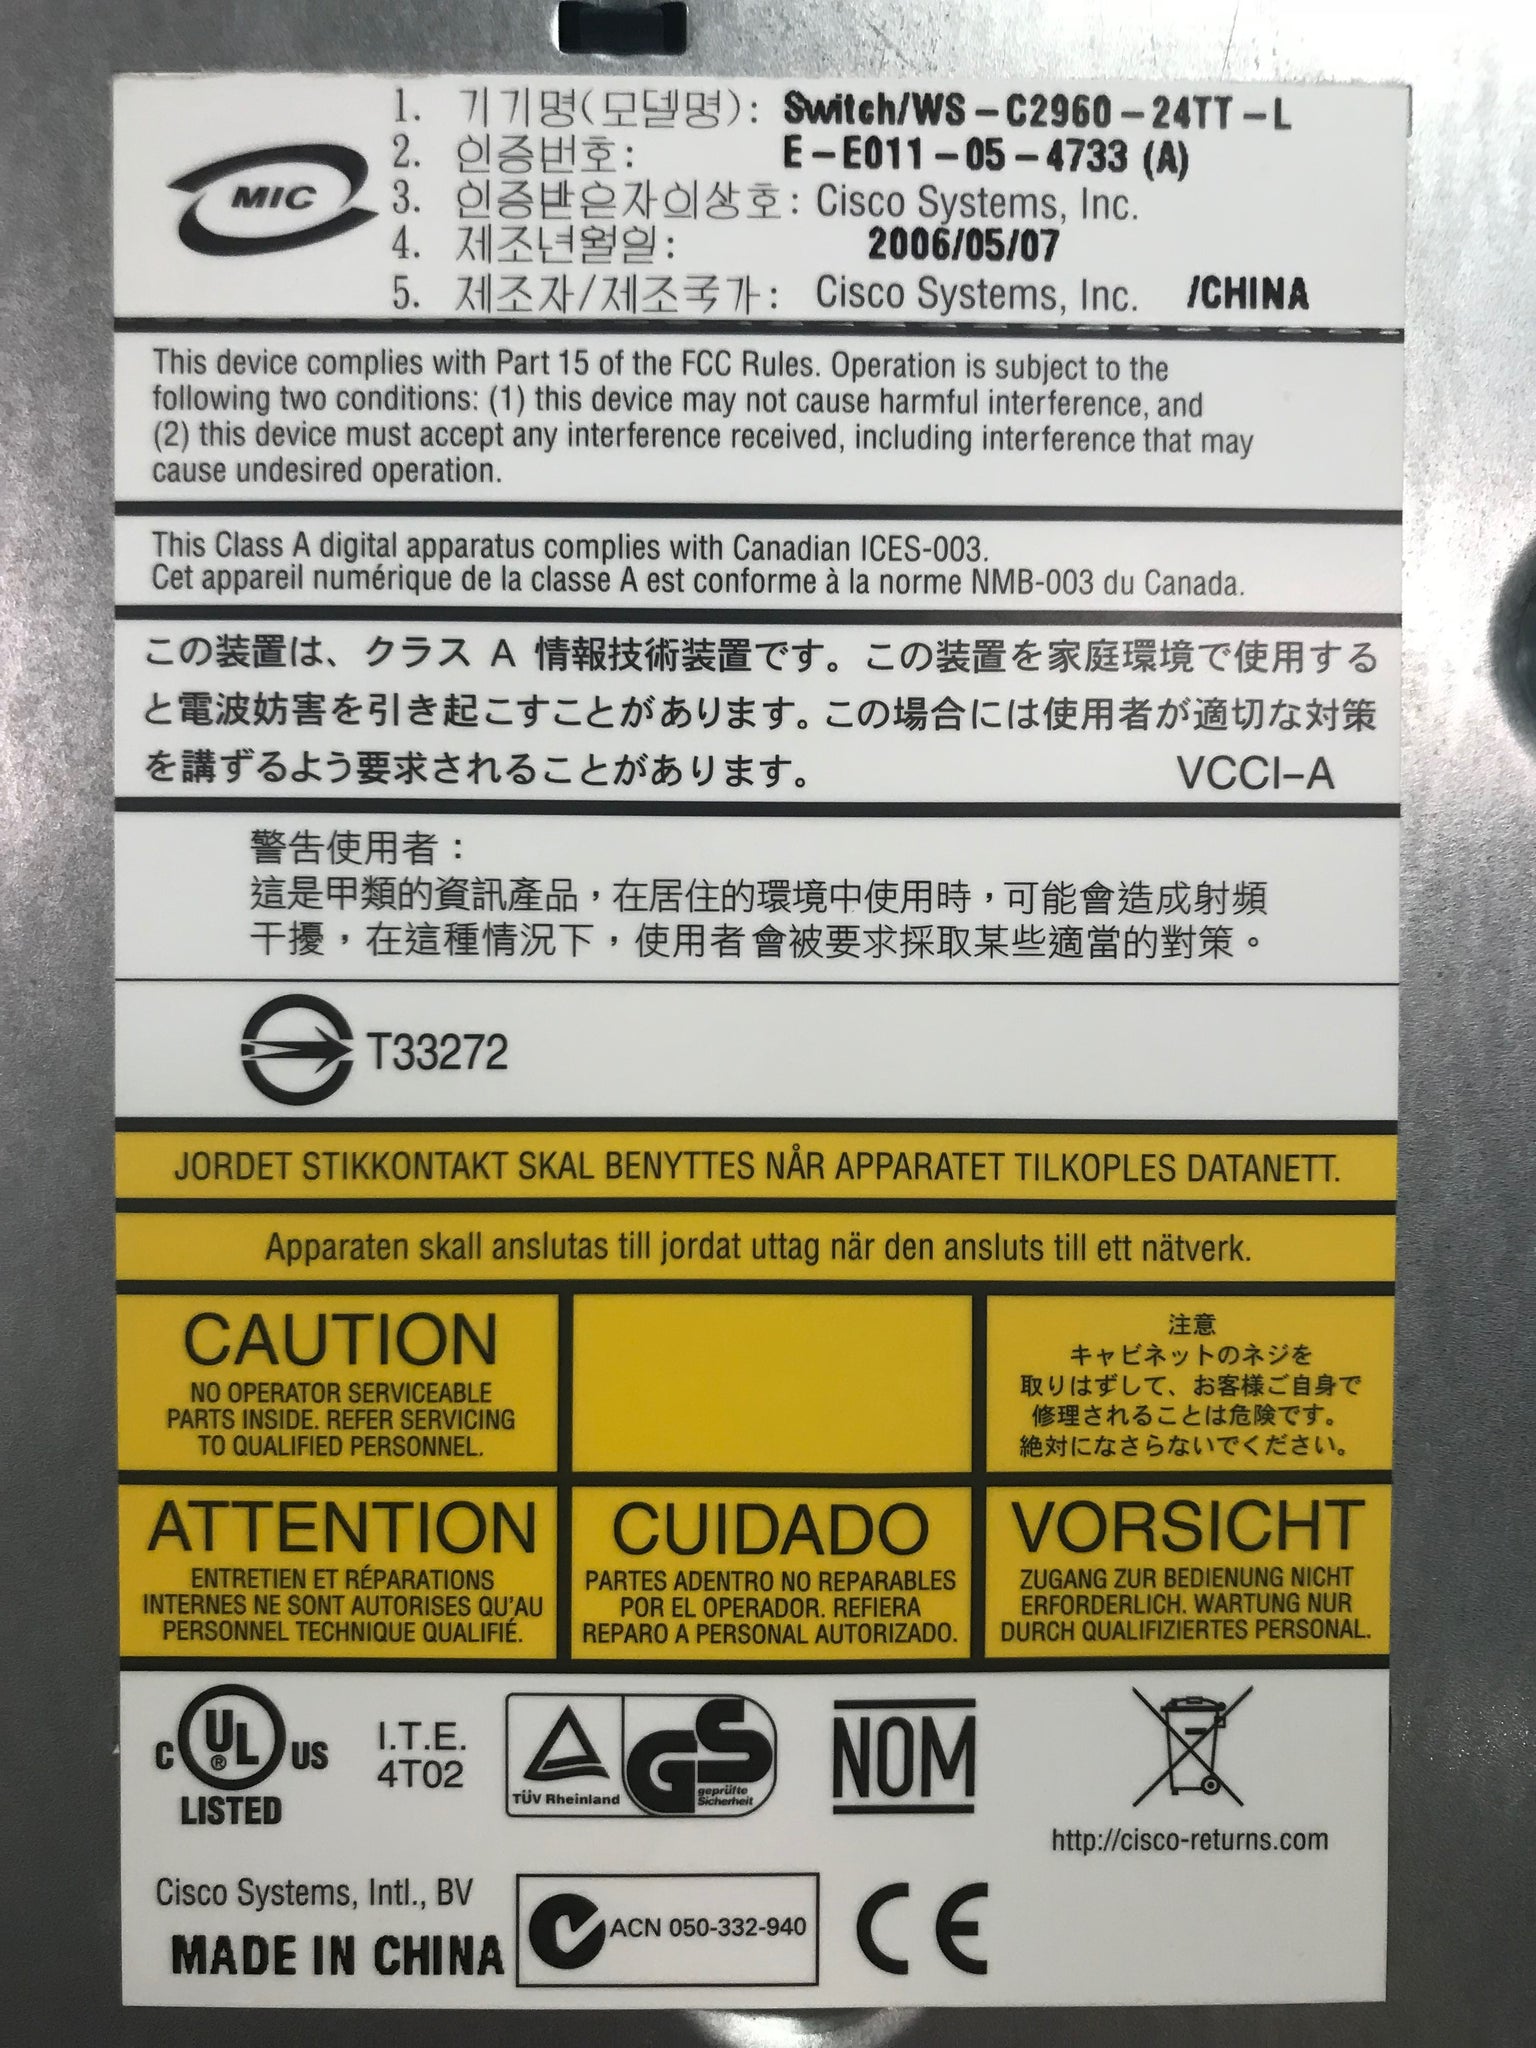 MIC
1. 기기명(모델명): Switch/WS-C2960-24TT-L
2. 인증번호: E-E011-05-4733 (A)
3. 인증받은자의상호: Cisco Systems, Inc.
4. 제조년월일: 2006/05/07
5. 제조자/제조국가: Cisco Systems, Inc. /CHINA
This device complies with Part 15 of the FCC Rules. Operation is subject to the
following two conditions: (1) this device may not cause harmful interference, and
(2) this device must accept any interference received, including interference that may
cause undesired operation.
This Class A digital apparatus complies with Canadian ICES-003.
Cet appareil numérique de la classe A est conforme à la norme NMB-003 du Canada.
この装置は、クラス A 情報技術装置です。この装置を家庭環境で使用する
と電波妨害を引き起こすことがあります。この場合には使用者が適切な対策
を講ずるよう要求されることがあります。 VCCI-A
警告使用者：
這是甲類的資訊產品，在居住的環境中使用時，可能會造成射頻
干擾，在這種情況下，使用者會被要求採取某些適當的對策。
T33272
JORDET STIKKONTAKT SKAL BENYTTES NÅR APPARATET TILKOPLES DATANETT.
Apparaten skall anslutas till jordat uttag när den ansluts till ett nätverk.
CAUTION
NO OPERATOR SERVICEABLE
PARTS INSIDE. REFER SERVICING
TO QUALIFIED PERSONNEL.
注意
キャビネットのネジを
取りはずして、お客様ご自身で
修理されることは危険です。
絶対になさらないでください。
ATTENTION
ENTRETIEN ET RÉPARATIONS
INTERNES NE SONT AUTORISES QU'AU
PERSONNEL TECHNIQUE QUALIFIÉ.
CUIDADO
PARTES ADENTRO NO REPARABLES
POR EL OPERADOR. REFIERA
REPARO A PERSONAL AUTORIZADO.
VORSICHT
ZUGANG ZUR BEDIENUNG NICHT
ERFORDERLICH. WARTUNG NUR
DURCH QUALIFIZIERTES PERSONAL.
C UL ® US
LISTED
I.T.E.
4T02
TÜV Rheinland
GS
geprüfte
Sicherheit
NOM
http://cisco-returns.com
Cisco Systems, Intl., BV
MADE IN CHINA
ACN 050-332-940
CE